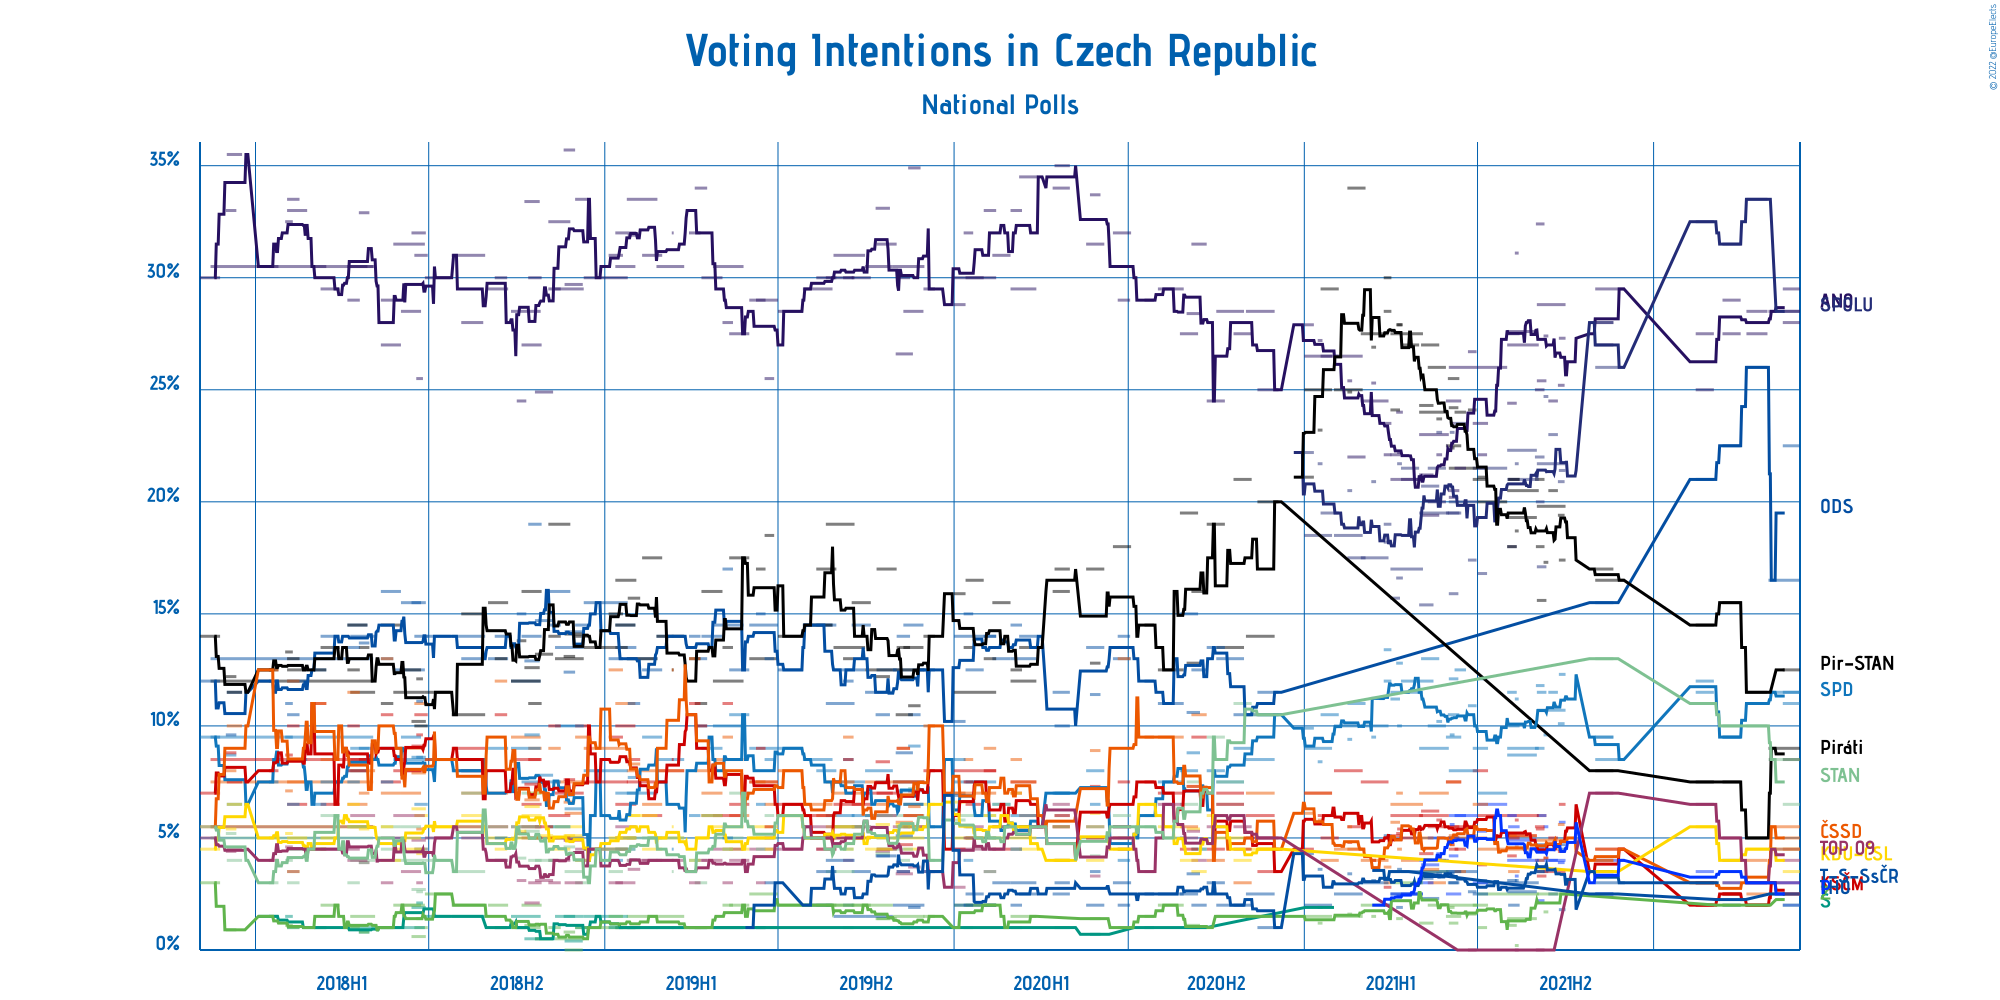 Voting Intentions in Czech Republic
National Polls
© 2022 @EuropeElects
35%
30%
25%
20%
15%
10%
5%
0%
ANO
SPOLU
ODS
Pir-STAN
SPD
Piráti
STAN
ČSSD
TOP 09
KDU-ČSL
T-S-SsČR
KSČM
2018H1
2018H2
2019H1
2019H2
2020H1
2020H2
2021H1
2021H2